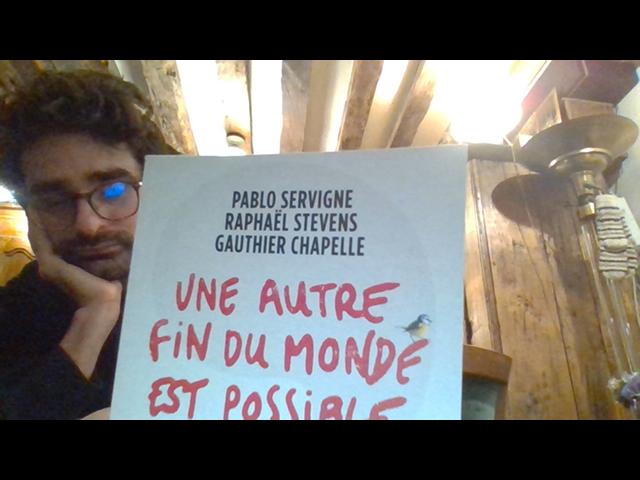 PABLO SERVIGNE
RAPHAËL STEVENS
GAUTHIER CHAPELLE
UNE AUTRE
FIN DU MONDE
EST POSSIBLE